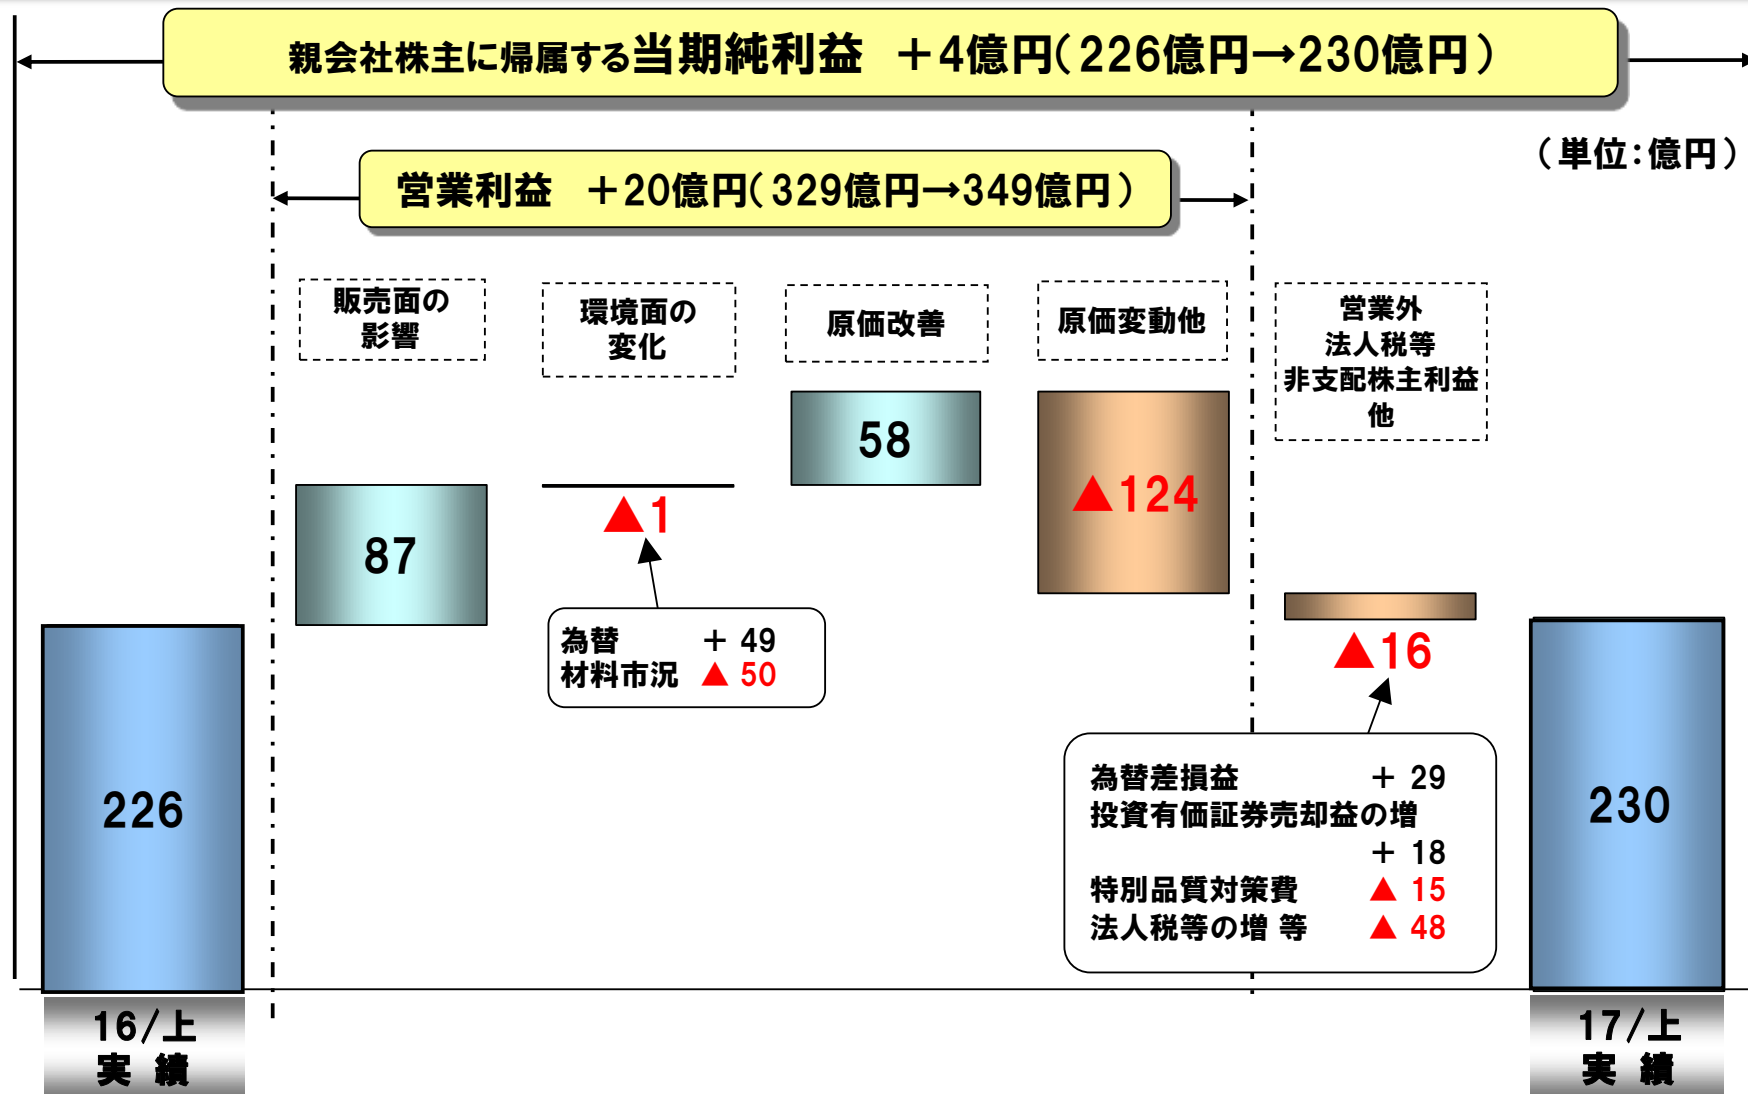 親会社株主に帰属する当期純利益 +4億円(226億円→230億円)
(単位:億円)
営業利益 +20億円(329億円→349億円)
販売面の
影響
環境面の
変化
原価改善
原価変動他
営業外
法人税等
非支配株主利益
他
87
▲1
58
▲124
▲16
為替 + 49
材料市況 ▲ 50
為替差損益 + 29
投資有価証券売却益の増
+ 18
特別品質対策費 ▲ 15
法人税等の増 等 ▲ 48
226
230
16/上
実 績
17/上
実 績